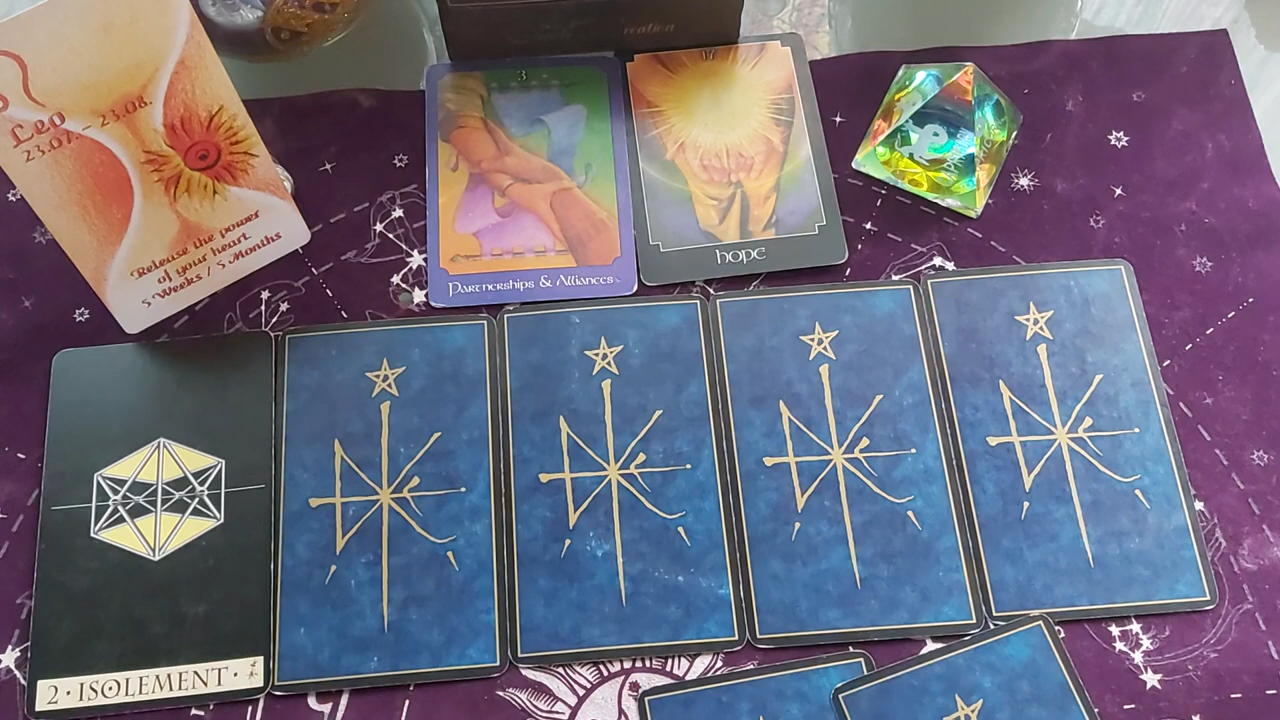 Leo
23.07. - 23.08.
Release the power
of your heart
5 Weeks / 5 Months
3
Partnerships & Alliances
17
hope
2 · ISOLEMENT ·